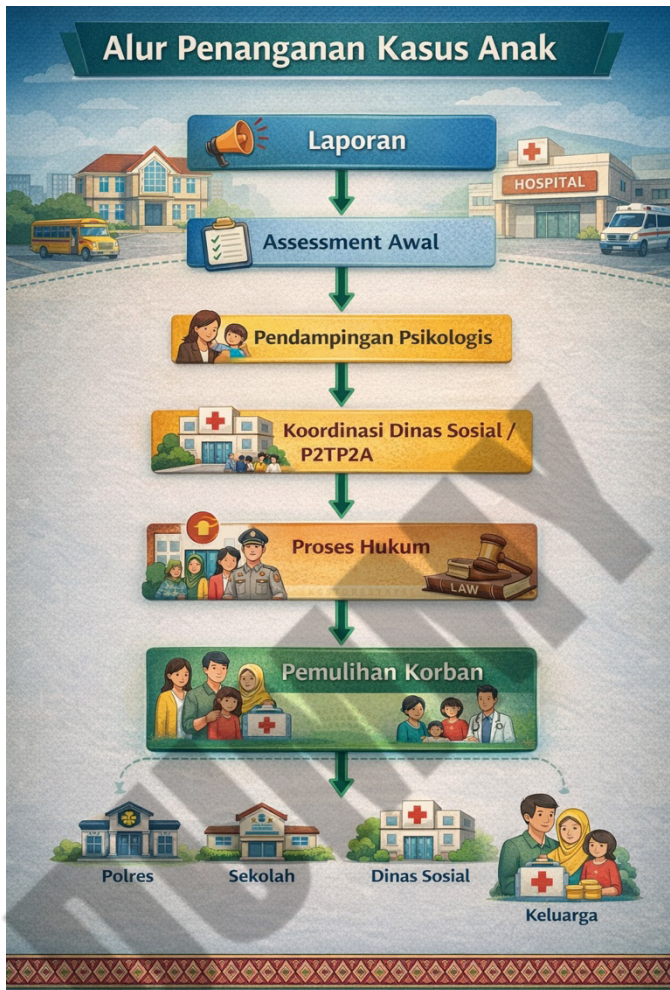 Alur Penanganan Kasus Anak
Laporan
HOSPITAL
Assessment Awal
Pendampingan Psikologis
Koordinasi Dinas Sosial /
P2TP2A
Proses Hukum
LAW
Pemulihan Korban
Polres
Sekolah
Dinas Sosial
Keluarga